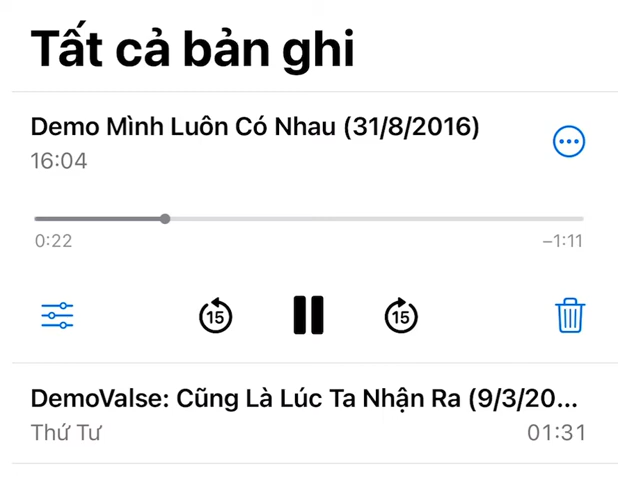 Tất cả bản ghi
Demo Mình Luôn Có Nhau (31/8/2016)
16:04
0:22
–1:11
15
15
DemoValse: Cũng Là Lúc Ta Nhận Ra (9/3/20...
Thứ Tư
01:31